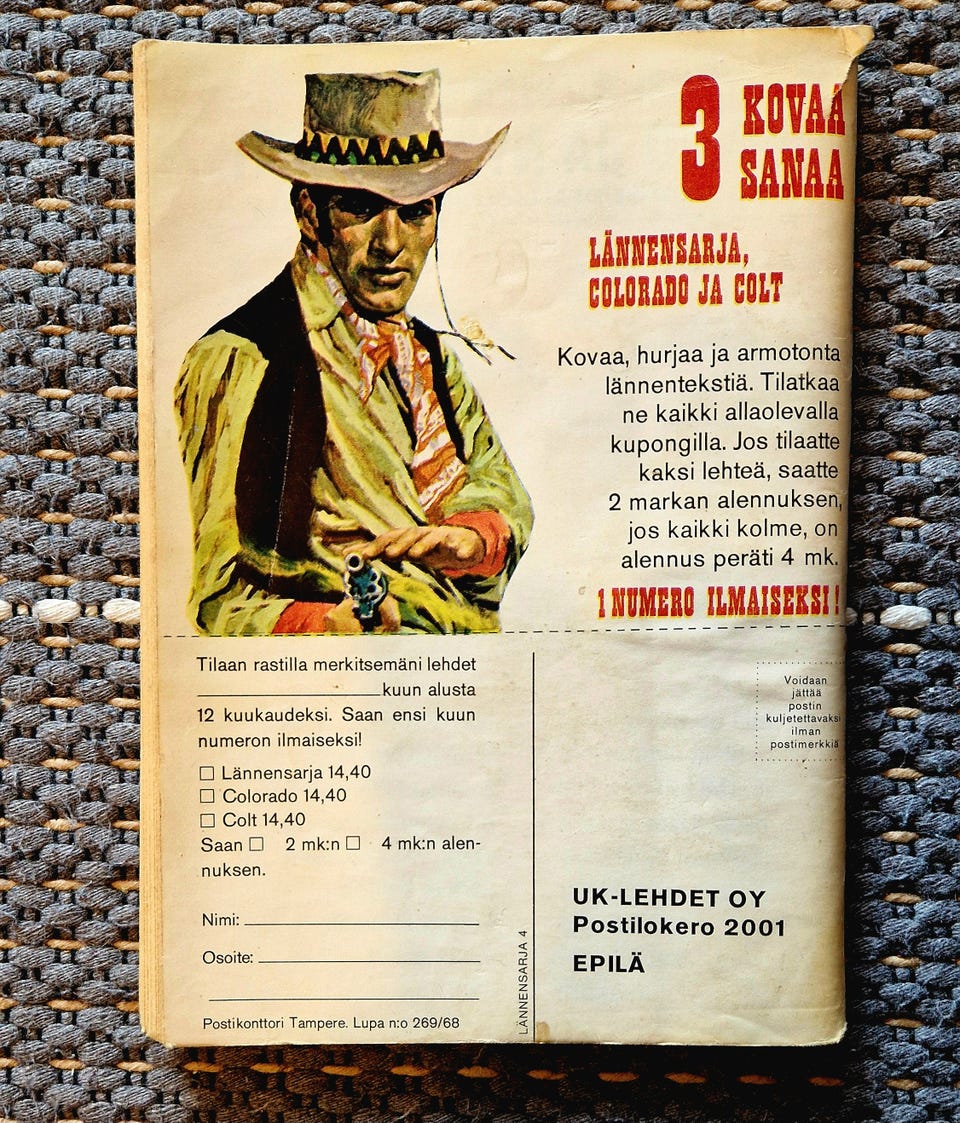 3 KOVAA
SANAA
LÄNNENSARJA,
COLORADO JA COLT
Kovaa, hurjaa ja armotonta
lännentekstiä. Tilatkaa
ne kaikki allaolevalla
kupongilla. Jos tilaatte
kaksi lehteä, saatte
2 markan alennuksen,
jos kaikki kolme, on
alennus peräti 4 mk.
1 NUMERO ILMAISEKSI!
Tilaan rastilla merkitsemäni lehdet
kuun alusta
12 kuukaudeksi. Saan ensi kuun
numeron ilmaiseksi!
Lännensarja 14,40
Colorado 14,40
Colt 14,40
Saan 2 mk:n 4 mk:n alen-
nuksen.
Nimi:
Osoite:
Postikonttori Tampere. Lupa n:o 269/68
LÄNNENSARJA 4
Voidaan
jättää
postin
kuljetettavaksi
ilman
postimerkkiä
UK-LEHDET OY
Postilokero 2001
EPILÄ